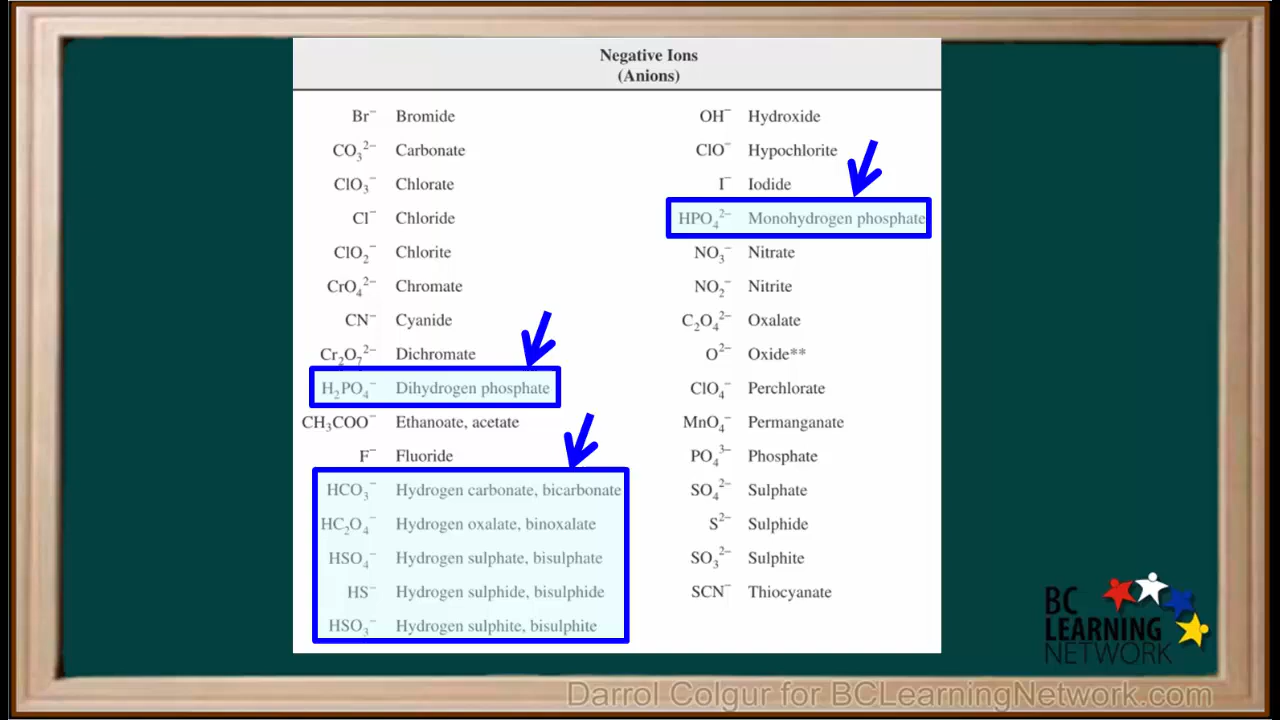 Negative Ions
(Anions)
Br⁻ Bromide
CO₃²⁻ Carbonate
ClO₃⁻ Chlorate
Cl⁻ Chloride
ClO₂⁻ Chlorite
CrO₄²⁻ Chromate
CN⁻ Cyanide
Cr₂O₇²⁻ Dichromate
H₂PO₄⁻ Dihydrogen phosphate
CH₃COO⁻ Ethanoate, acetate
F⁻ Fluoride
HCO₃⁻ Hydrogen carbonate, bicarbonate
HC₂O₄⁻ Hydrogen oxalate, binoxalate
HSO₄⁻ Hydrogen sulphate, bisulphate
HS⁻ Hydrogen sulphide, bisulphide
HSO₃⁻ Hydrogen sulphite, bisulphite
OH⁻ Hydroxide
ClO⁻ Hypochlorite
I⁻ Iodide
HPO₄²⁻ Monohydrogen phosphate
NO₃⁻ Nitrate
NO₂⁻ Nitrite
C₂O₄²⁻ Oxalate
O²⁻ Oxide**
ClO₄⁻ Perchlorate
MnO₄⁻ Permanganate
PO₄³⁻ Phosphate
SO₄²⁻ Sulphate
S²⁻ Sulphide
SO₃²⁻ Sulphite
SCN⁻ Thiocyanate
BC
LEARNING
NETWORK
Darrol Colgur for BCLearningNetwork.com